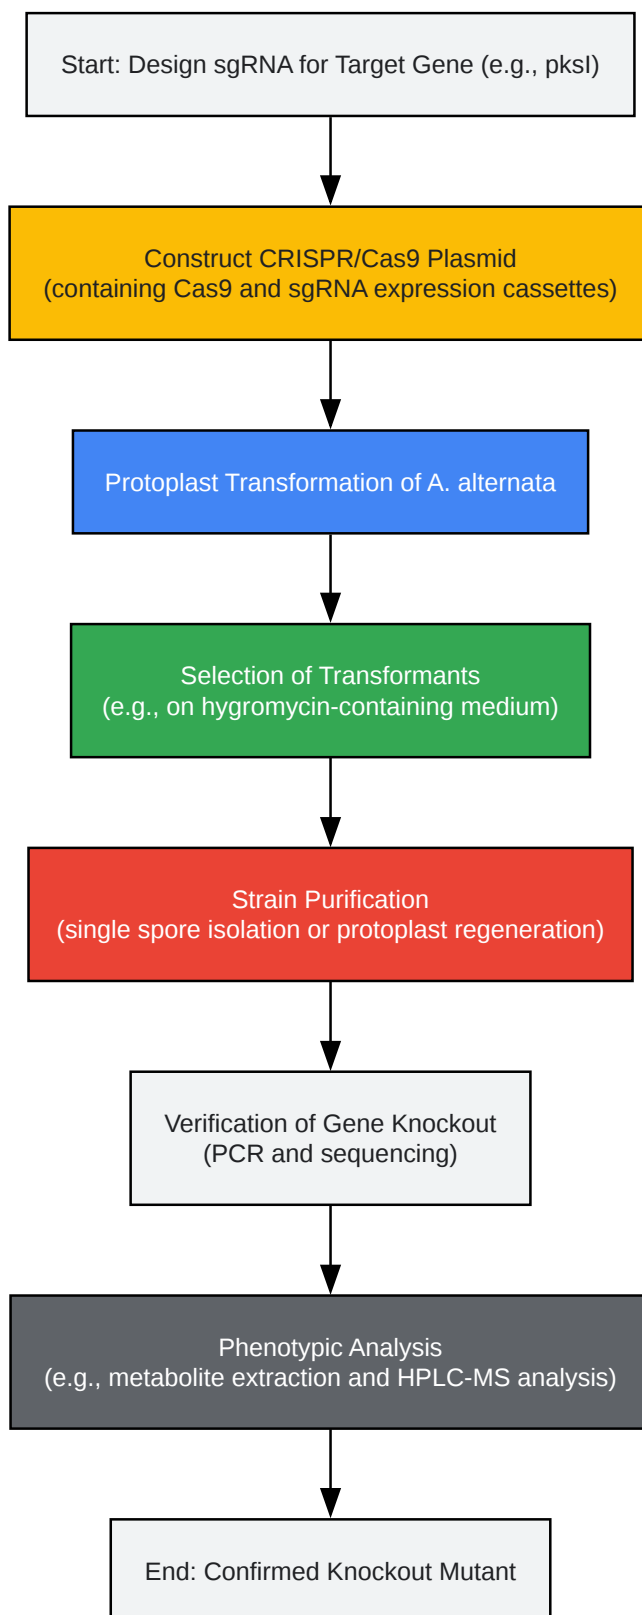 Start: Design sgRNA for Target Gene (e.g., pksI)
Construct CRISPR/Cas9 Plasmid
(containing Cas9 and sgRNA expression cassettes)
Protoplast Transformation of A. alternata
Selection of Transformants
(e.g., on hygromycin-containing medium)
Strain Purification
(single spore isolation or protoplast regeneration)
Verification of Gene Knockout
(PCR and sequencing)
Phenotypic Analysis
(e.g., metabolite extraction and HPLC-MS analysis)
End: Confirmed Knockout Mutant